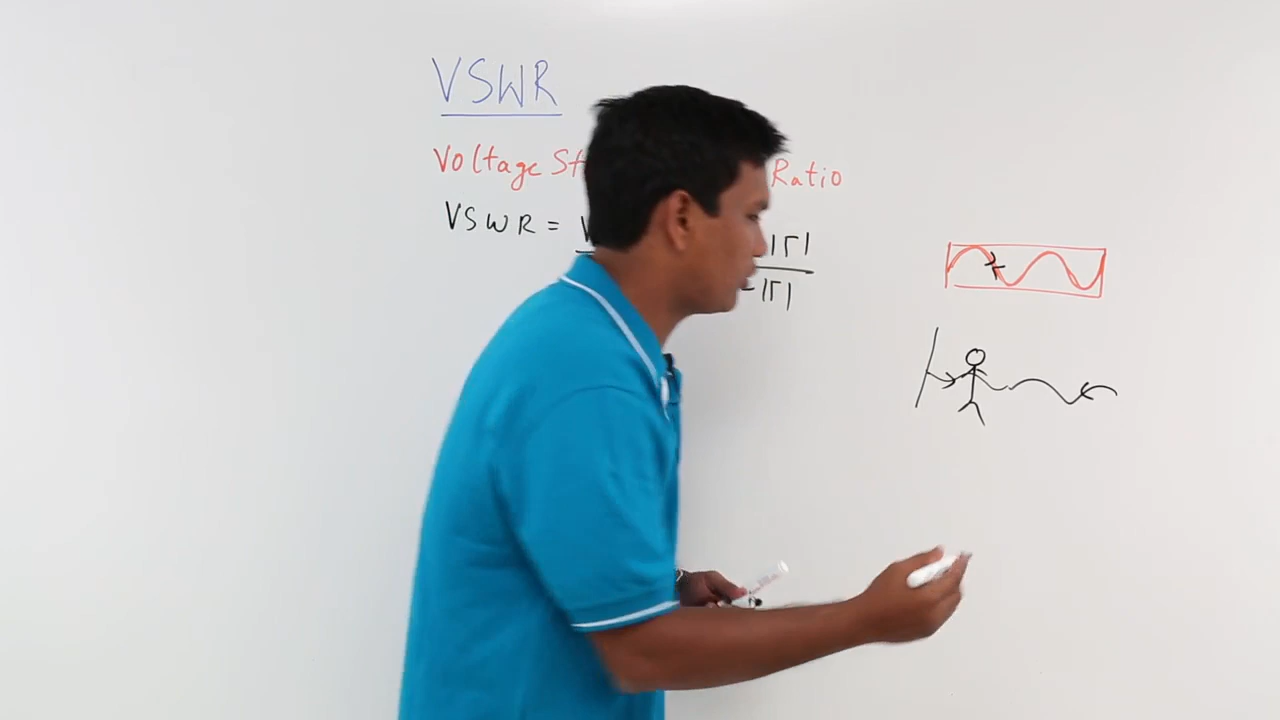 VSWR
Voltage St Ratio
VSWR = 
|Γ|
-|Γ|